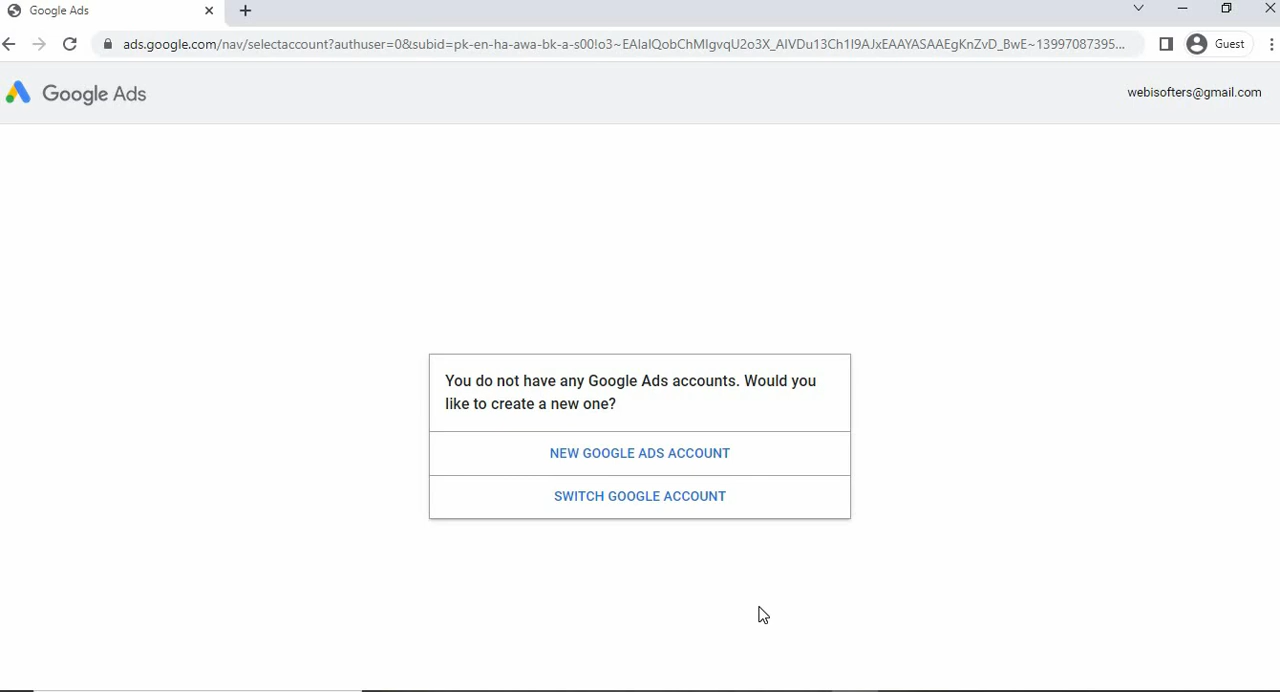 Google Ads
ads.google.com/nav/selectaccount?authuser=0&subid=pk-en-ha-awa-bk-a-s00!o3~EAIaIQobChMIgvqU2o3X_AIVDu13Ch1I9AJxEAAYASAAEgKnZvD_BwE~13997087395...
Guest
Google Ads
webisofters@gmail.com
You do not have any Google Ads accounts. Would you
like to create a new one?
NEW GOOGLE ADS ACCOUNT
SWITCH GOOGLE ACCOUNT